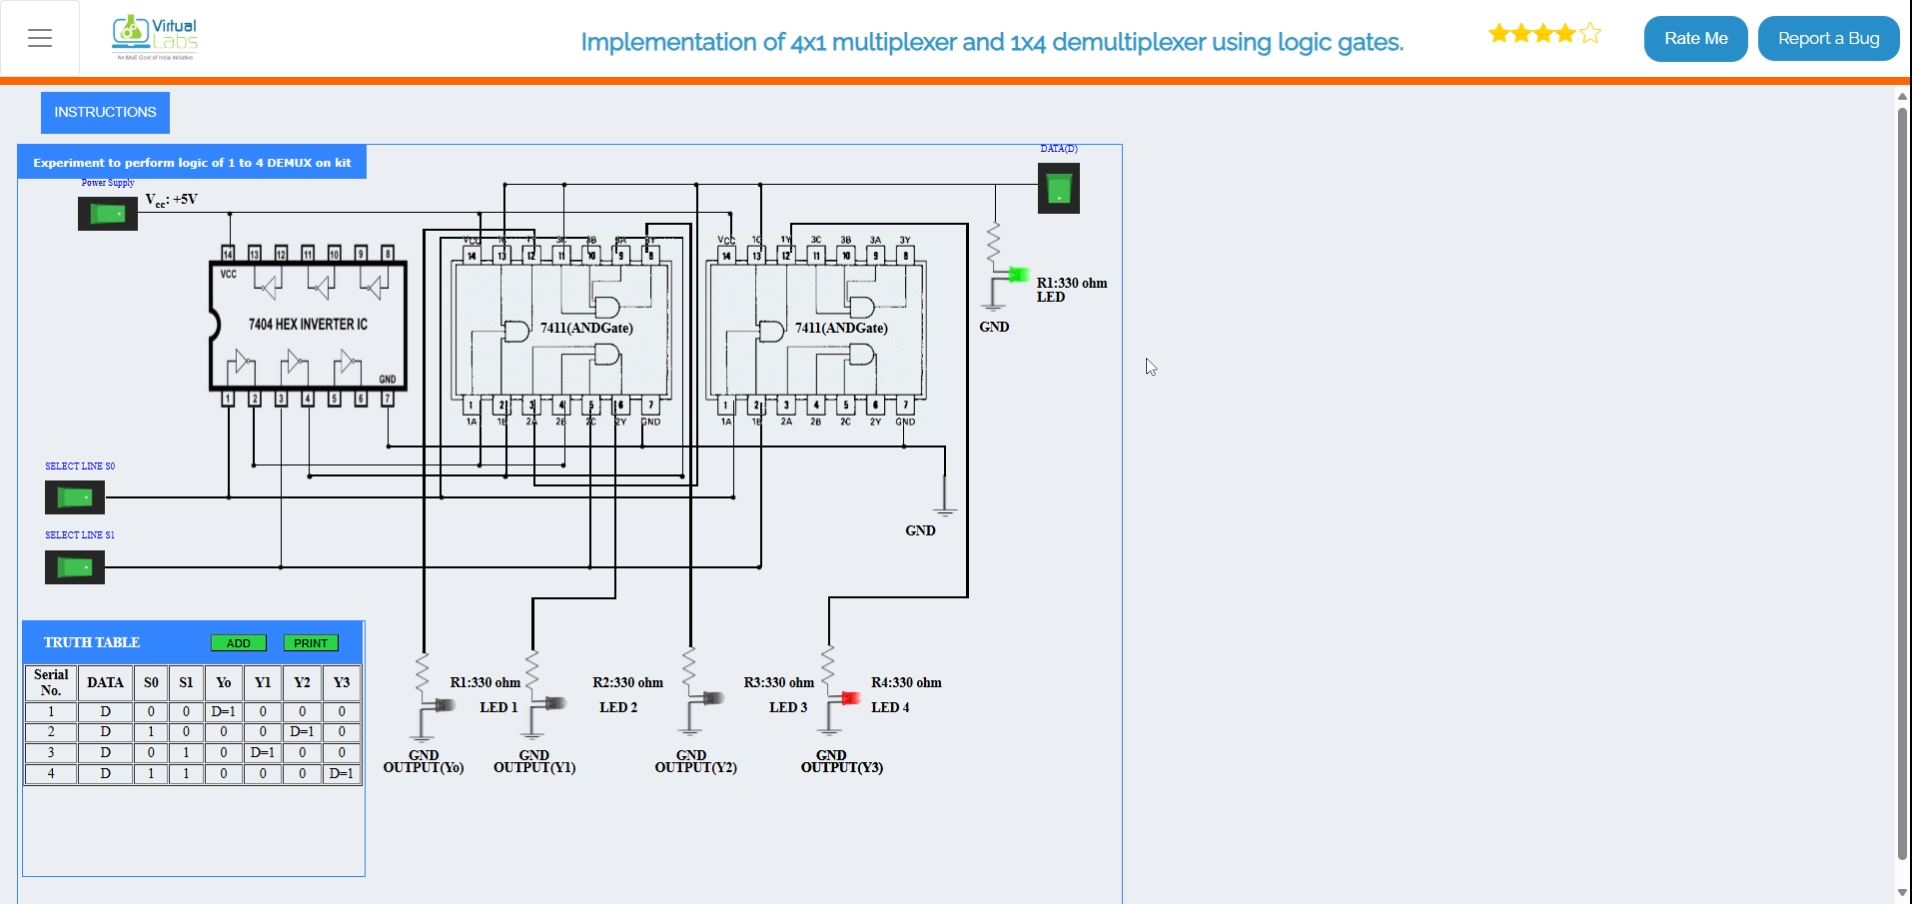 Virtual
Labs
An MoE Govt of India Initiative
Implementation of 4x1 multiplexer and 1x4 demultiplexer using logic gates.
Rate Me
Report a Bug
INSTRUCTIONS
Experiment to perform logic of 1 to 4 DEMUX on kit
DATA(D)
Power Supply
Vcc: +5V
14 13 12 11 10 9 8
VCC
7404 HEX INVERTER IC
GND
1 2 3 4 5 6 7
VCC 3B 3Y
14 13 12 11 10 9 8
7411(ANDGate)
1 2 3 4 5 6 7
1A 2A 2B 2C 2Y GND
VCC 1C 1Y 3C 3B 3A 3Y
14 13 12 11 10 9 8
7411(ANDGate)
1 2 3 4 5 6 7
1A 1B 2A 2B 2C 2Y GND
R1:330 ohm
LED
GND
SELECT LINE S0
SELECT LINE S1
GND
TRUTH TABLE ADD PRINT
Serial No. DATA S0 S1 Yo Y1 Y2 Y3
1 D 0 0 D=1 0 0 0
2 D 1 0 0 0 D=1 0
3 D 0 1 0 D=1 0 0
4 D 1 1 0 0 0 D=1
R1:330 ohm
LED 1
R2:330 ohm
LED 2
R3:330 ohm
LED 3
R4:330 ohm
LED 4
GND
OUTPUT(Yo)
GND
OUTPUT(Y1)
GND
OUTPUT(Y2)
GND
OUTPUT(Y3)